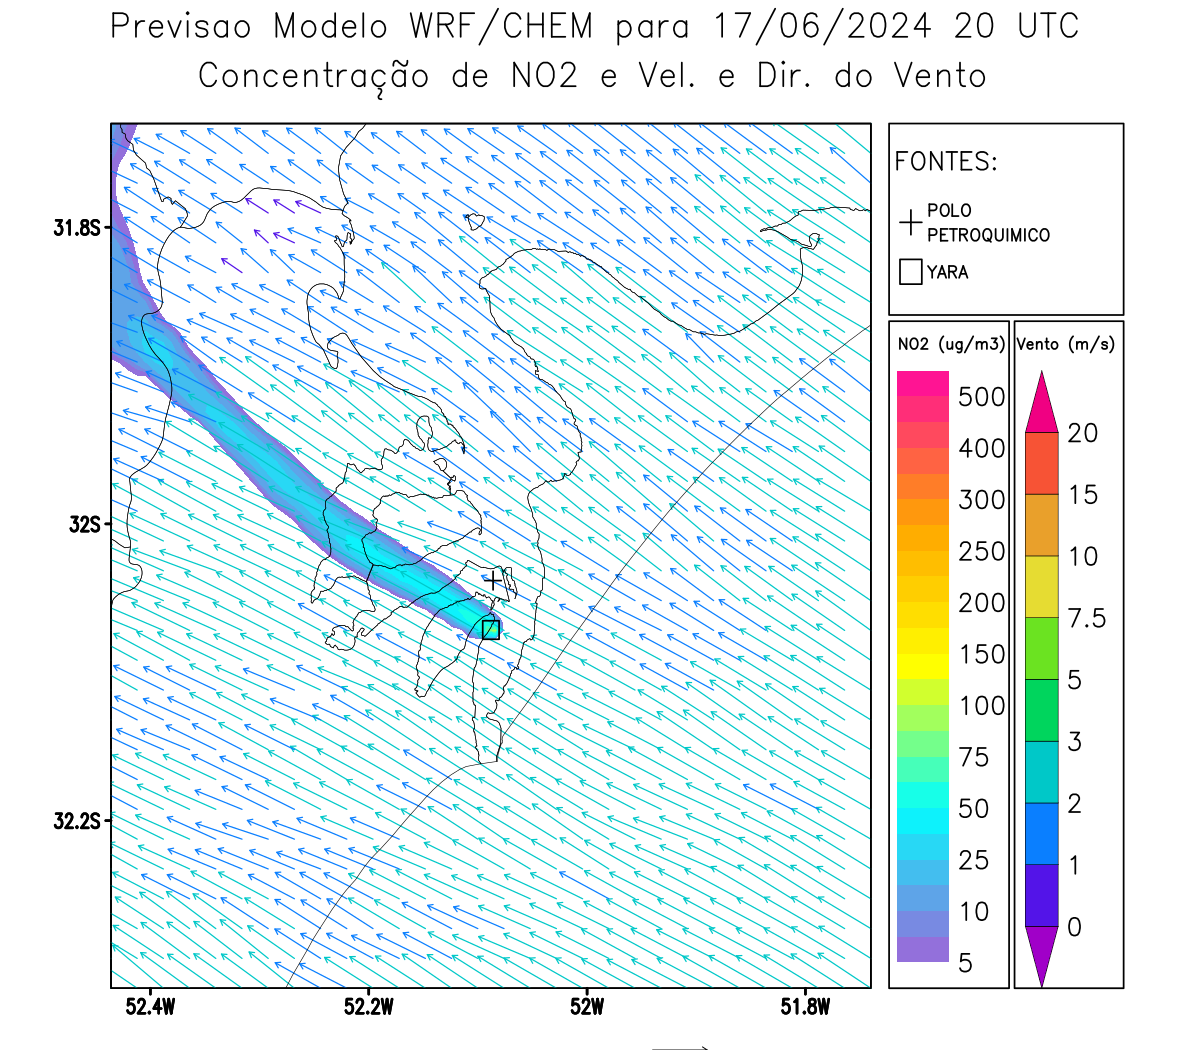 Previsao Modelo WRF/CHEM para 17/06/2024 20 UTC
Concentração de NO2 e Vel. e Dir. do Vento
FONTES:
POLO
PETROQUIMICO
YARA
NO2 (ug/m3)
500
400
300
250
200
150
100
75
50
25
10
5
Vento (m/s)
20
15
10
7.5
5
3
2
1
0
31.8S
32S
32.2S
52.4W
52.2W
52W
51.8W